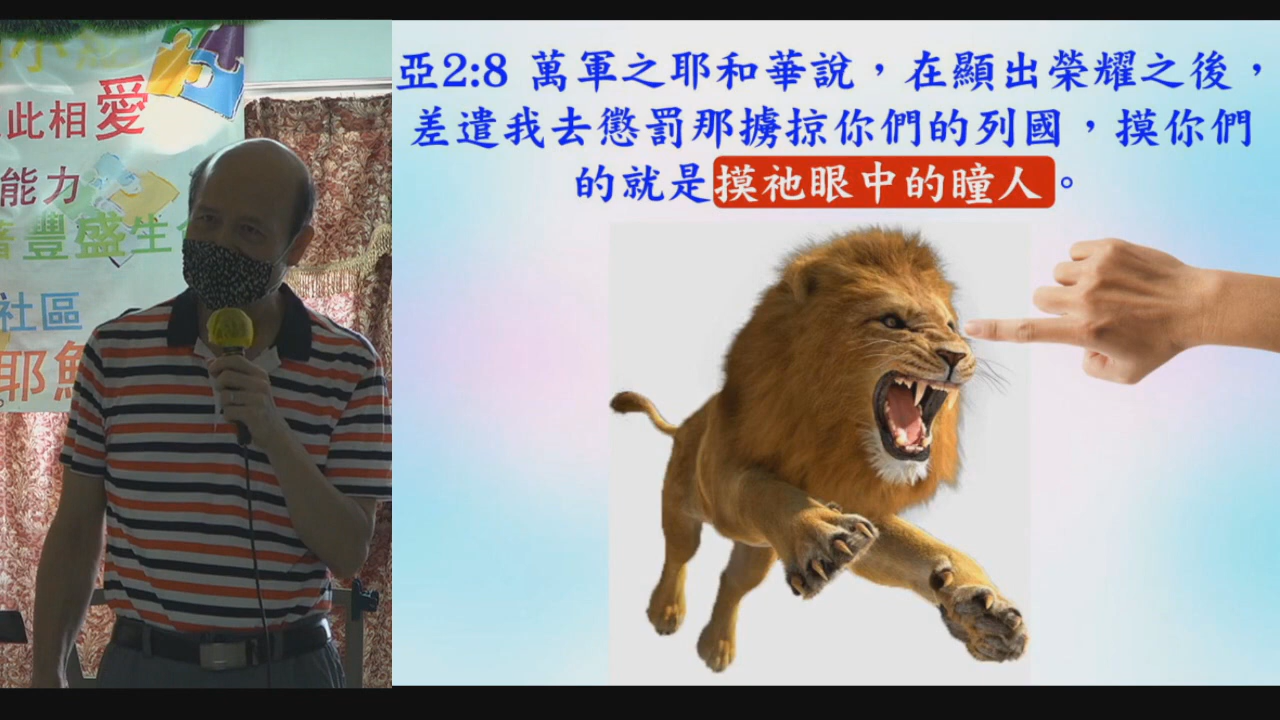 此相愛
能力
豐盛生
社區
耶穌
亞2:8 萬軍之耶和華說，在顯出榮耀之後，
差遣我去懲罰那擄掠你們的列國，摸你們
的就是摸祂眼中的瞳人。